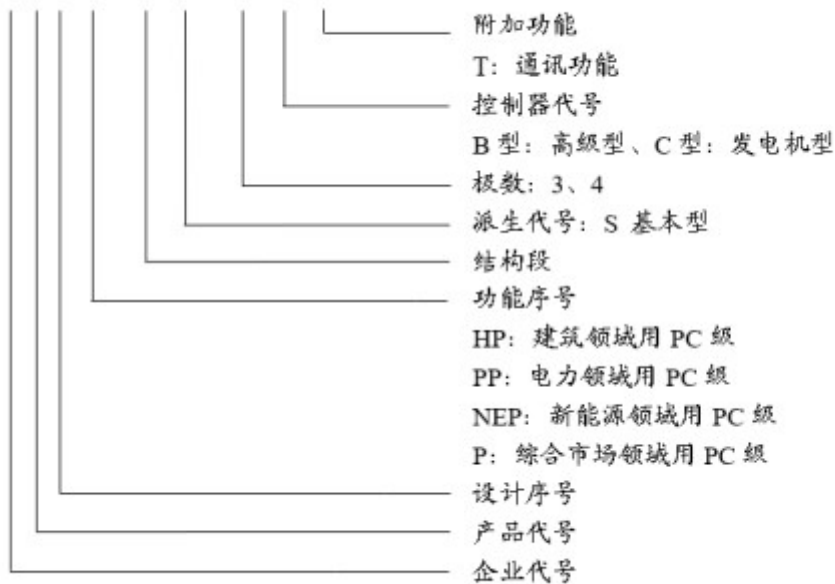 附加功能
T：通讯功能
控制器代号
B 型：高级型、C 型：发电机型
极数：3、4
派生代号：S 基本型
结构段
功能序号
HP：建筑领域用 PC 级
PP：电力领域用 PC 级
NEP：新能源领域用 PC 级
P：综合市场领域用 PC 级
设计序号
产品代号
企业代号